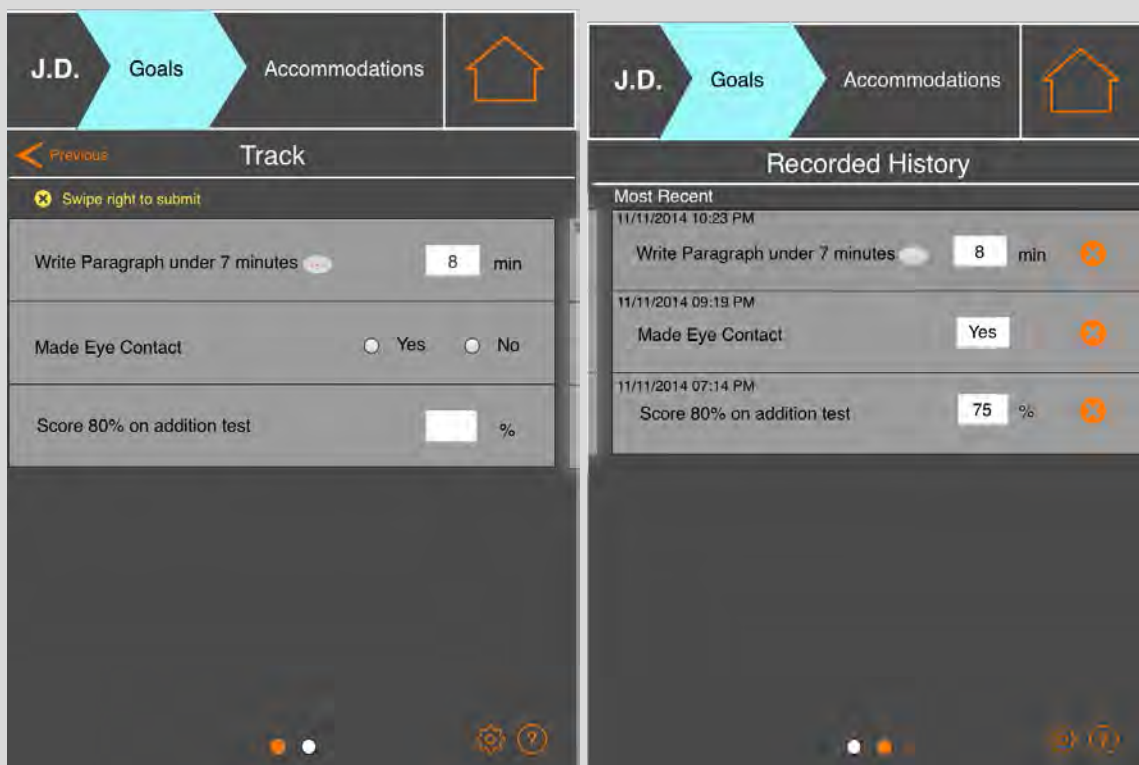 J.D. Goals Accommodations
Previous Track
Swipe right to submit
Write Paragraph under 7 minutes ... 8 min
Made Eye Contact Yes No
Score 80% on addition test %
?
J.D. Goals Accommodations
Recorded History
Most Recent
11/11/2014 10:23 PM
Write Paragraph under 7 minutes 8 min
11/11/2014 09:19 PM
Made Eye Contact Yes
11/11/2014 07:14 PM
Score 80% on addition test 75 %
?